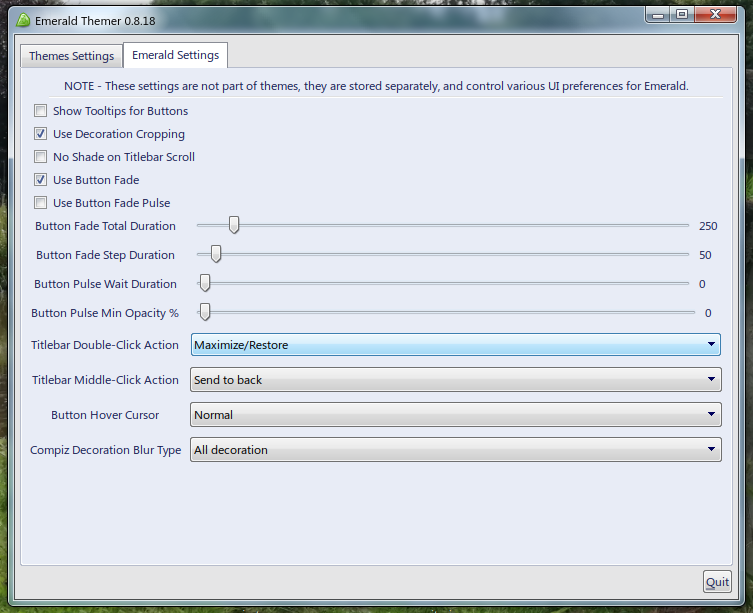 Emerald Themer 0.8.18
Themes Settings
Emerald Settings
NOTE - These settings are not part of themes, they are stored separately, and control various UI preferences for Emerald.
Show Tooltips for Buttons
Use Decoration Cropping
No Shade on Titlebar Scroll
Use Button Fade
Use Button Fade Pulse
Button Fade Total Duration 250
Button Fade Step Duration 50
Button Pulse Wait Duration 0
Button Pulse Min Opacity % 0
Titlebar Double-Click Action Maximize/Restore
Titlebar Middle-Click Action Send to back
Button Hover Cursor Normal
Compiz Decoration Blur Type All decoration
Quit